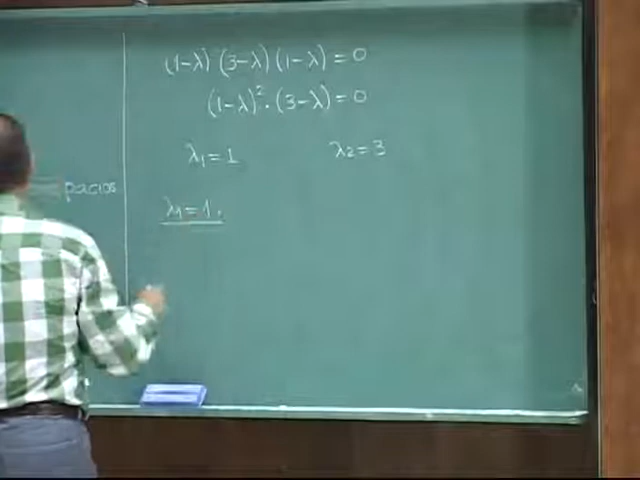 (1-λ) (3-λ) (1-λ) = 0
(1-λ)². (3-λ) = 0
λ₁ = 1 λ₂ = 3
pacios
λ₁ = 1.